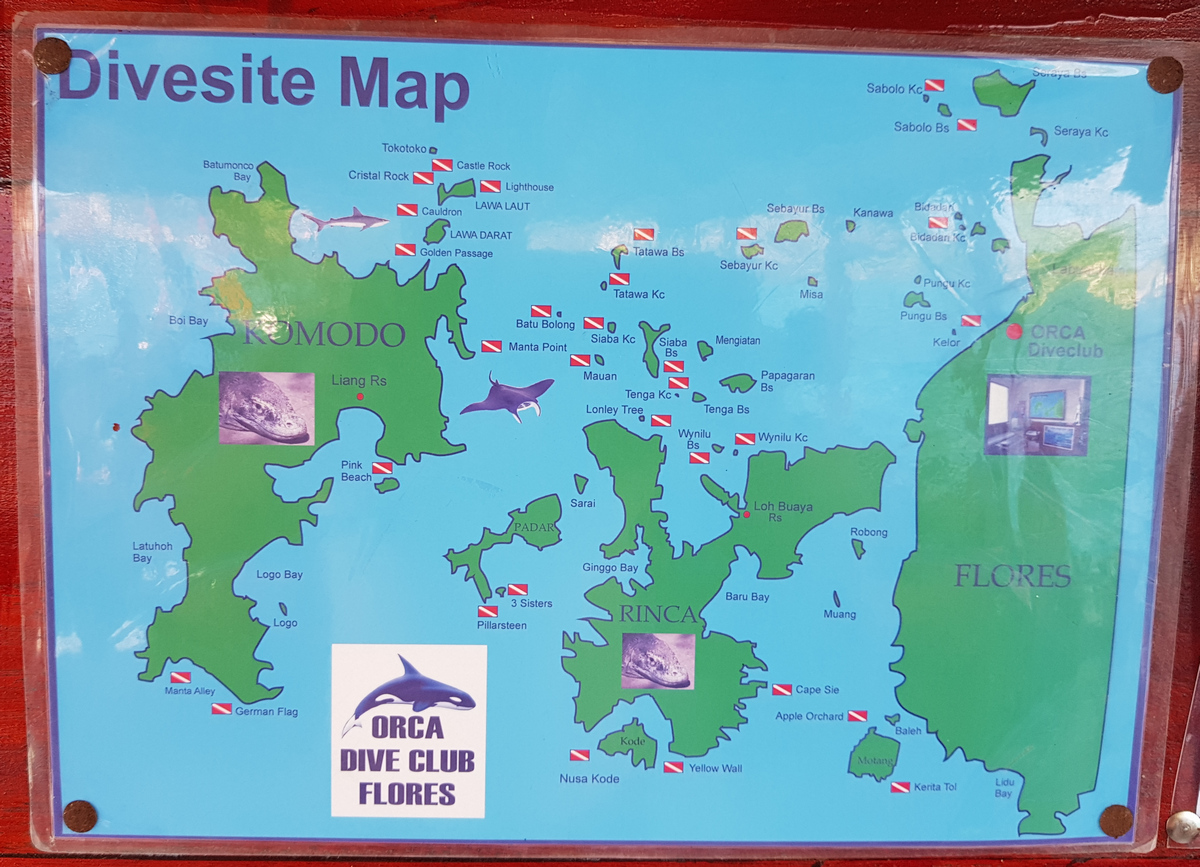 Divesite Map
Seraya Bs
Sabolo Kc
Sabolo Bs
Seraya Kc
Tokotoko
Castle Rock
Batumonco
Bay
Cristal Rock
Lighthouse
LAWA LAUT
Cauldron
LAWA DARAT
Golden Passage
Sebayur Bs
Kanawa
Bidadari
Bidadari Kc
Tatawa Bs
Sebayur Kc
Tatawa Kc
Misa
Pungu Kc
Pungu Bs
Boi Bay
KOMODO
Batu Bolong
Siaba Kc
Siaba
Bs
Mengiatan
Kelor
ORCA
Diveclub
Manta Point
Mauan
Liang Rs
Papagaran
Bs
Tenga Kc
Tenga Bs
Lonley Tree
Wynilu
Bs
Wynilu Kc
Pink
Beach
Sarai
Loh Buaya
Rs
PADAR
Robong
Latuhoh
Bay
Logo Bay
Ginggo Bay
FLORES
Baru Bay
3 Sisters
Muang
Logo
Pillarsteen
RINCA
Manta Alley
German Flag
Cape Sie
Apple Orchard
Baleh
Kode
Motang
Nusa Kode
Yellow Wall
Kerita Tol
Lidu
Bay
ORCA
DIVE CLUB
FLORES